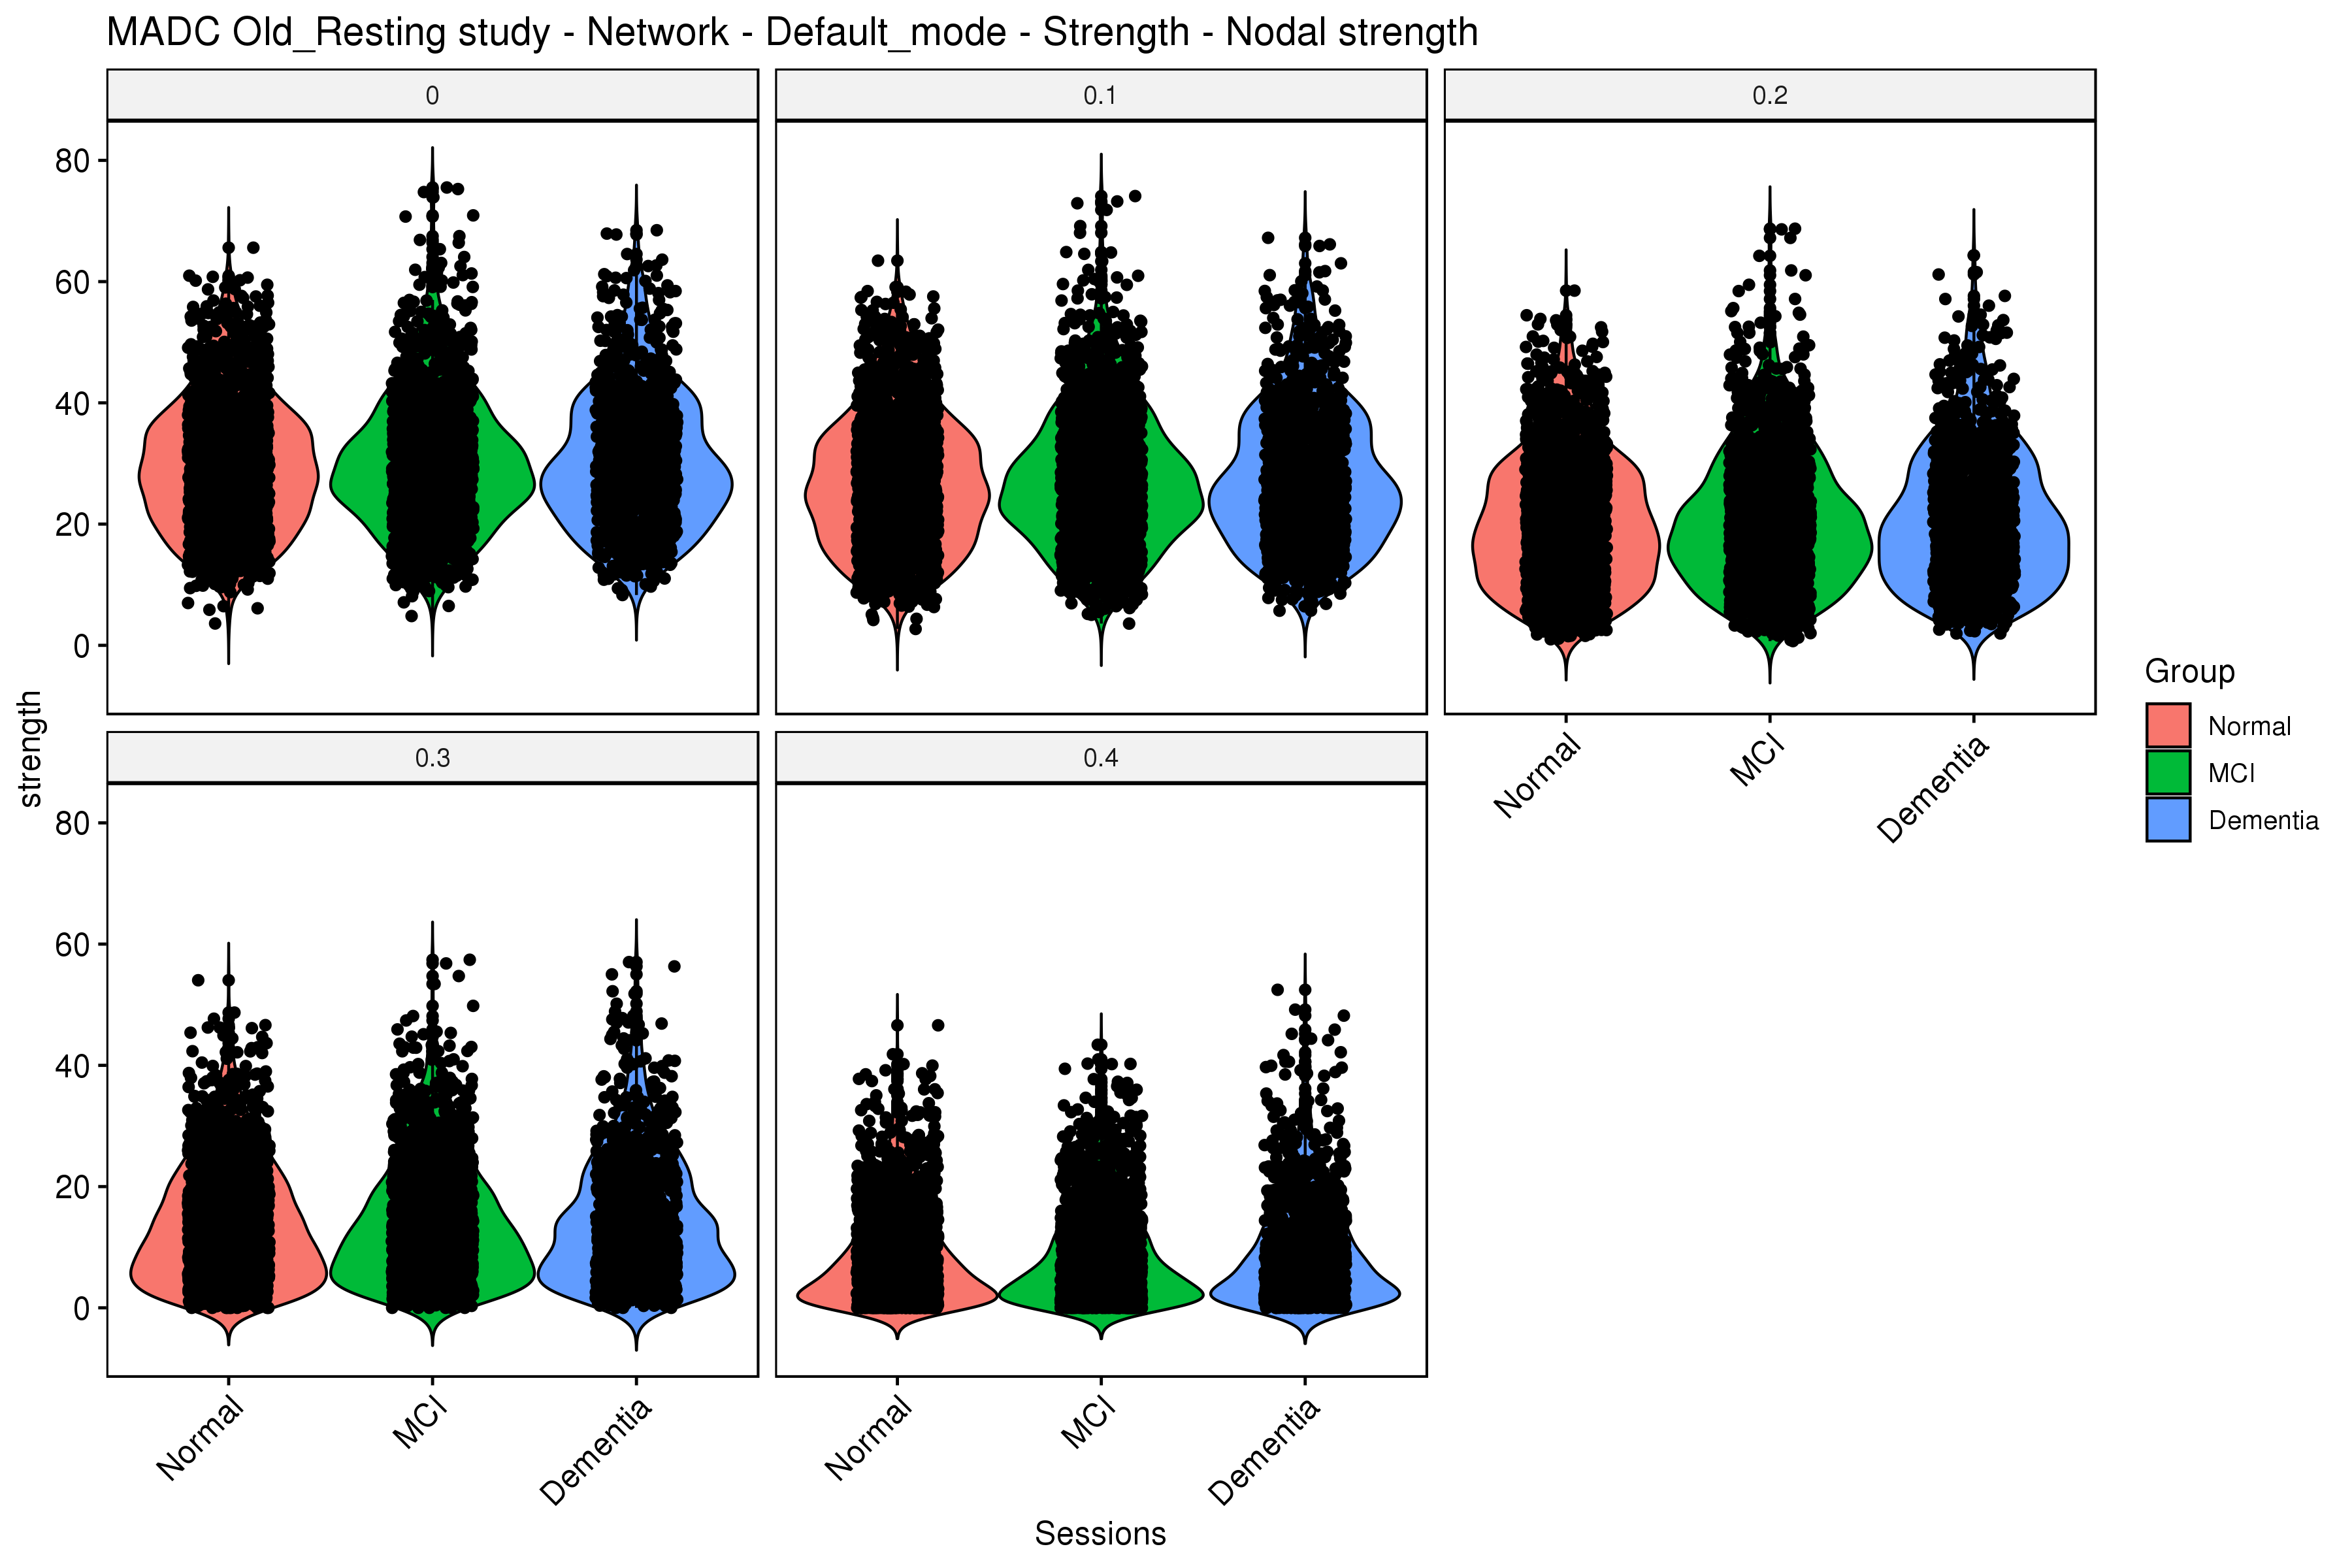 MADC Old_Resting study - Network - Default_mode - Strength - Nodal strength
0
0.1
0.2
80
60
40
20
0
strength
Normal
MCI
Dementia
Group
Normal
MCI
Dementia
0.3
0.4
80
60
40
20
0
Normal
MCI
Dementia
Normal
MCI
Dementia
Sessions